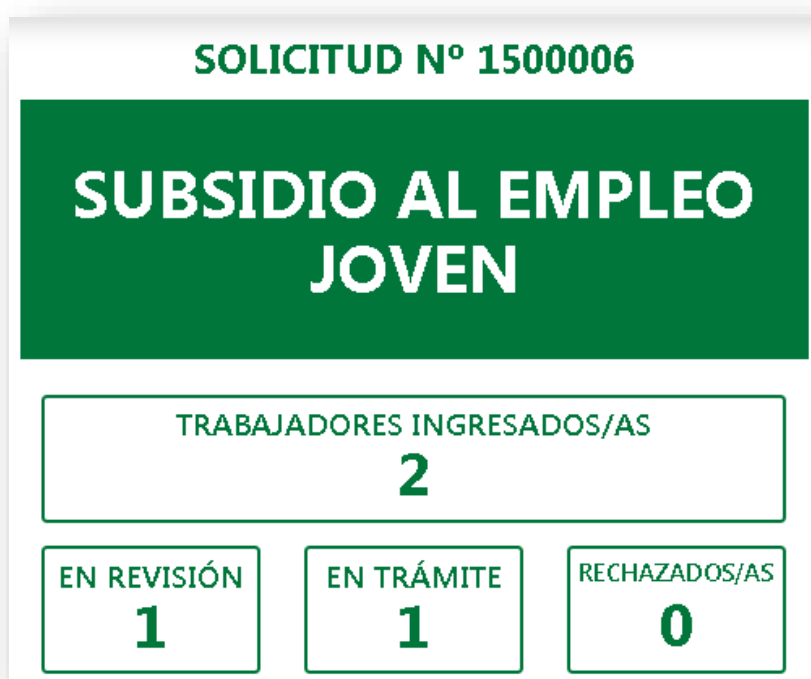 SOLICITUD Nº 1500006
SUBSIDIO AL EMPLEO
JOVEN
TRABAJADORES INGRESADOS/AS
2
EN REVISIÓN
1
EN TRÁMITE
1
RECHAZADOS/AS
0